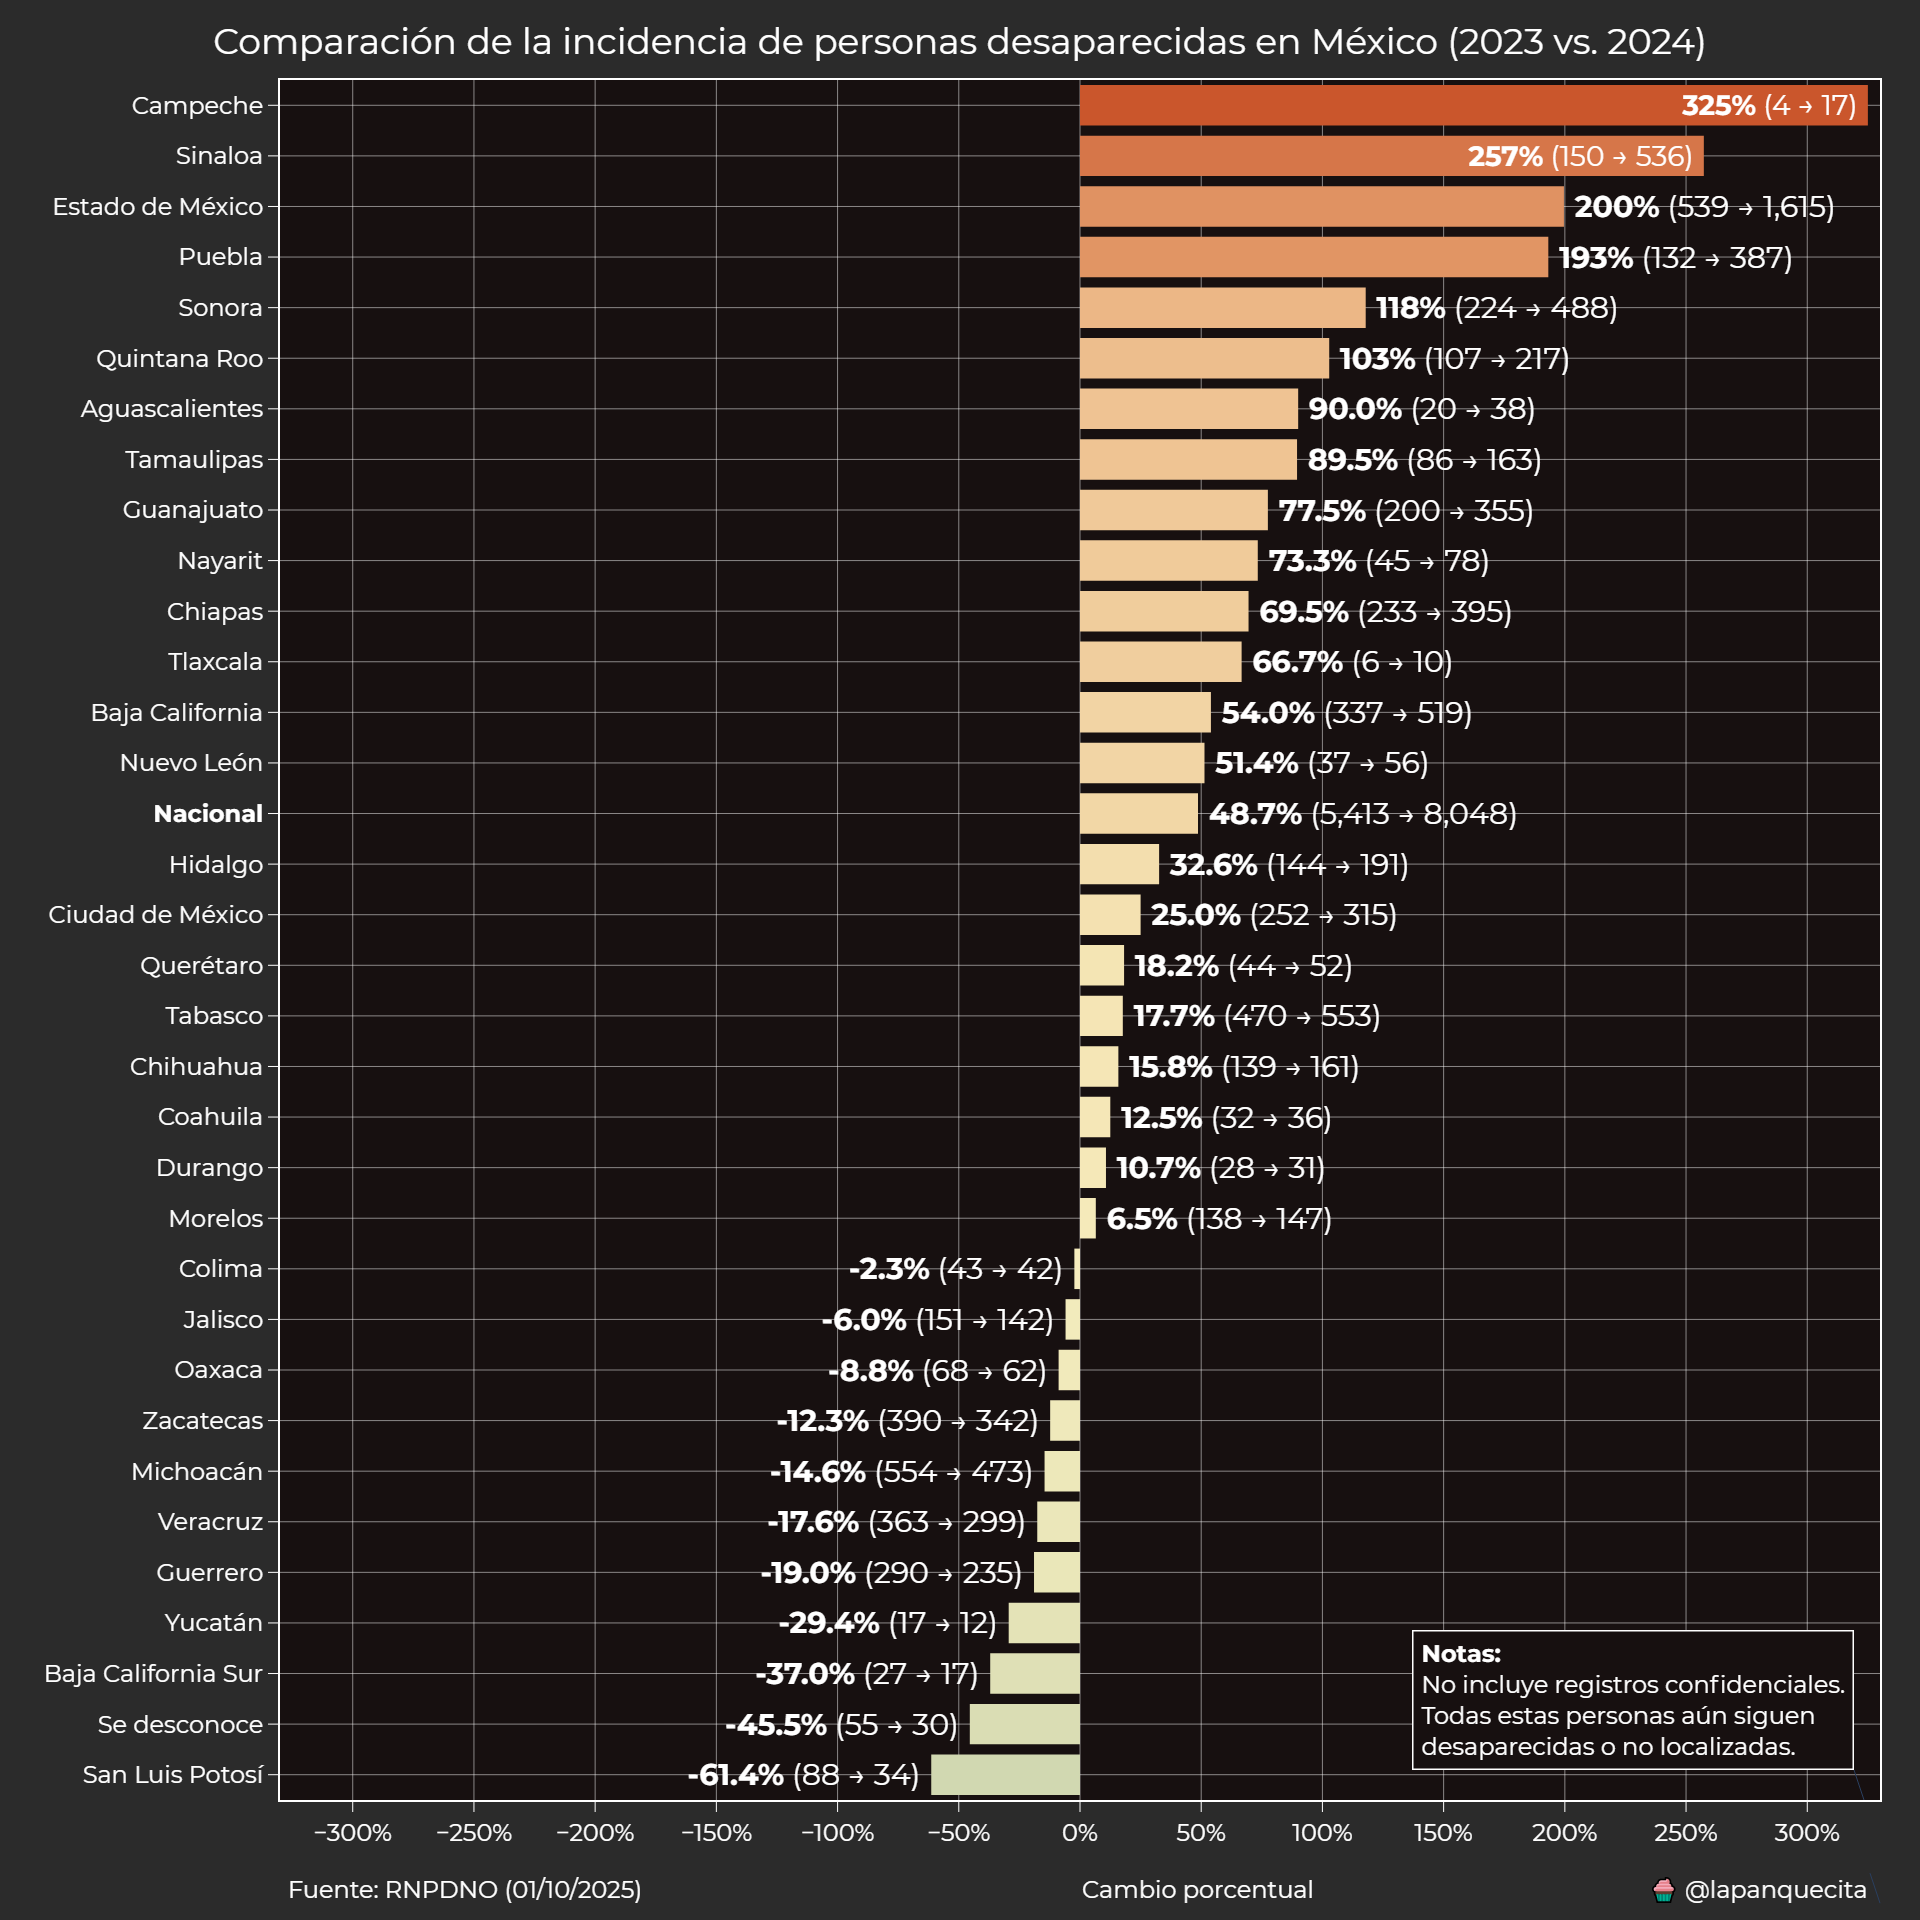 Comparación de la incidencia de personas desaparecidas en México (2023 vs. 2024)
Campeche 325% (4 → 17)
Sinaloa 257% (150 → 536)
Estado de México 200% (539 → 1,615)
Puebla 193% (132 → 387)
Sonora 118% (224 → 488)
Quintana Roo 103% (107 → 217)
Aguascalientes 90.0% (20 → 38)
Tamaulipas 89.5% (86 → 163)
Guanajuato 77.5% (200 → 355)
Nayarit 73.3% (45 → 78)
Chiapas 69.5% (233 → 395)
Tlaxcala 66.7% (6 → 10)
Baja California 54.0% (337 → 519)
Nuevo León 51.4% (37 → 56)
Nacional 48.7% (5,413 → 8,048)
Hidalgo 32.6% (144 → 191)
Ciudad de México 25.0% (252 → 315)
Querétaro 18.2% (44 → 52)
Tabasco 17.7% (470 → 553)
Chihuahua 15.8% (139 → 161)
Coahuila 12.5% (32 → 36)
Durango 10.7% (28 → 31)
Morelos 6.5% (138 → 147)
Colima -2.3% (43 → 42)
Jalisco -6.0% (151 → 142)
Oaxaca -8.8% (68 → 62)
Zacatecas -12.3% (390 → 342)
Michoacán -14.6% (554 → 473)
Veracruz -17.6% (363 → 299)
Guerrero -19.0% (290 → 235)
Yucatán -29.4% (17 → 12)
Baja California Sur -37.0% (27 → 17)
Se desconoce -45.5% (55 → 30)
San Luis Potosí -61.4% (88 → 34)
Notas:
No incluye registros confidenciales.
Todas estas personas aún siguen
desaparecidas o no localizadas.
−300% −250% −200% −150% −100% −50% 0% 50% 100% 150% 200% 250% 300%
Fuente: RNPDNO (01/10/2025) Cambio porcentual @lapanquecita